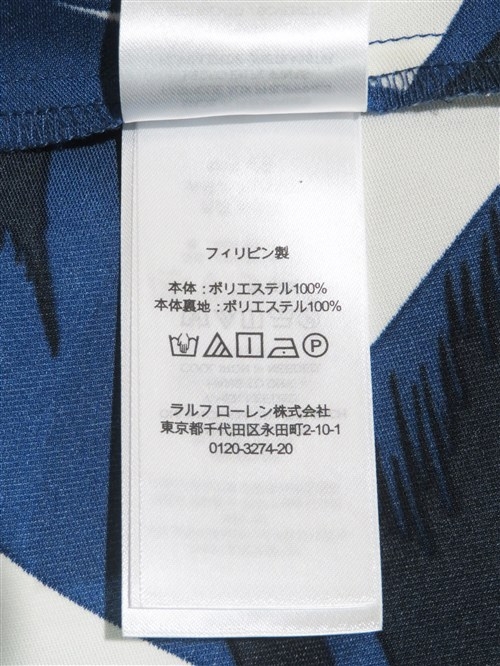 フィリピン製
本体：ポリエステル100%
本体裏地：ポリエステル100%
P
ラルフ ローレン株式会社
東京都千代田区永田町2-10-1
0120-3274-20